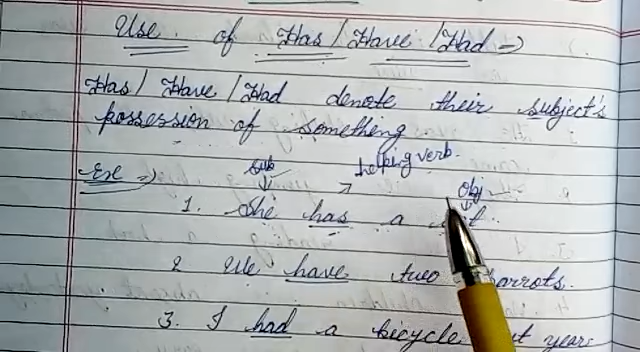 Use of Has/Have/Had ⇒
Has/ Have/Had denote their subject's
possession of something
helping verb.
Ex ⇒ sub obj
1. She has a
2 We have two parrots.
3. I had a bicycle year